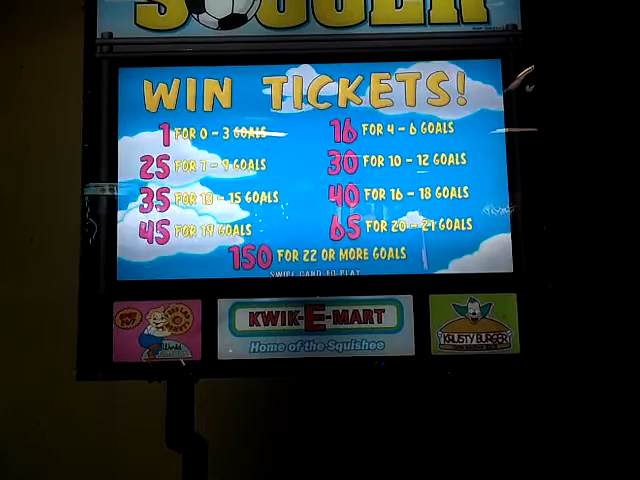 SOCCER
WIN TICKETS!
1 FOR 0 - 3 GOALS
16 FOR 4 - 6 GOALS
25 FOR 7 - 9 GOALS
30 FOR 10 - 12 GOALS
35 FOR 13 - 15 GOALS
40 FOR 16 - 18 GOALS
45 FOR 19 GOALS
65 FOR 20 - 21 GOALS
150 FOR 22 OR MORE GOALS
SWIPE CARD TO PLAY
KWIK-E-MART
Home of the Squishee
KRUSTY BURGER